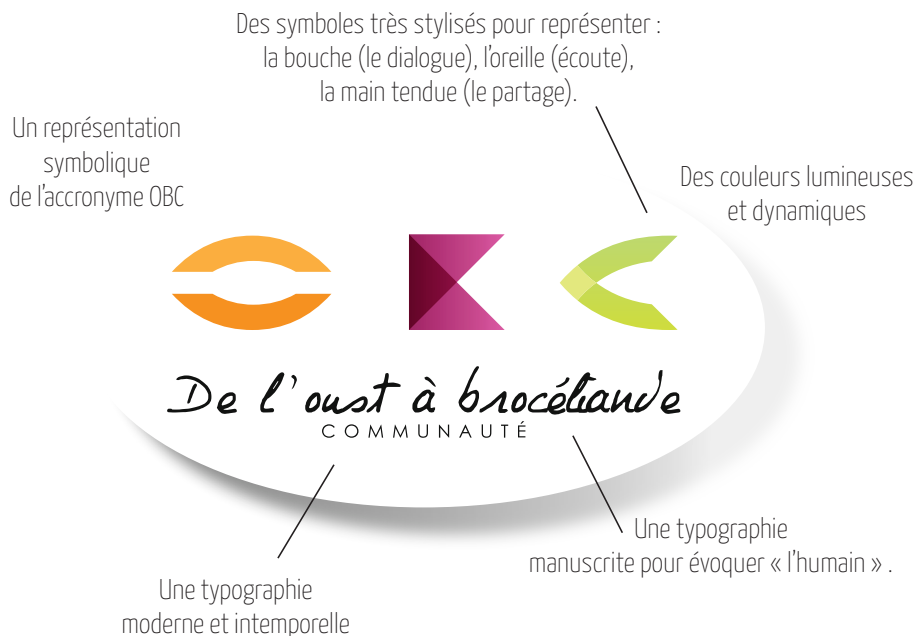 Des symboles très stylisés pour représenter :
la bouche (le dialogue), l'oreille (écoute),
la main tendue (le partage).
Un représentation
symbolique
de l'accronyme OBC
Des couleurs lumineuses
et dynamiques
De l'oust à brocéliande
COMMUNAUTÉ
Une typographie
manuscrite pour évoquer « l'humain » .
Une typographie
moderne et intemporelle